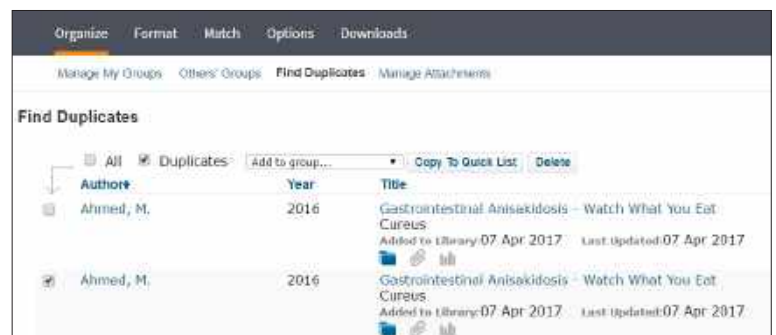 Organize Format Match Options Downloads
Manage My Groups Others' Groups Find Duplicates Manage Attachments
Find Duplicates
All Duplicates Add to group... Copy To Quick List Delete
Author Year Title
Ahmed, M. 2016 Gastrointestinal Anisakidosis - Watch What You Eat
Cureus
Added to Library:07 Apr 2017 Last Updated:07 Apr 2017
Ahmed, M. 2016 Gastrointestinal Anisakidosis - Watch What You Eat
Cureus
Added to Library:07 Apr 2017 Last Updated:07 Apr 2017